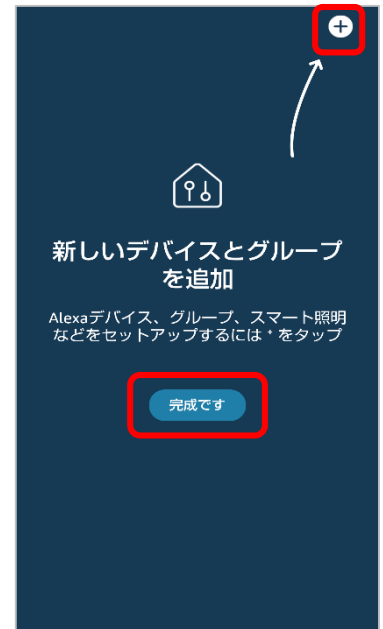 新しいデバイスとグループ
を追加
Alexaデバイス、グループ、スマート照明
などをセットアップするには + をタップ
完成です